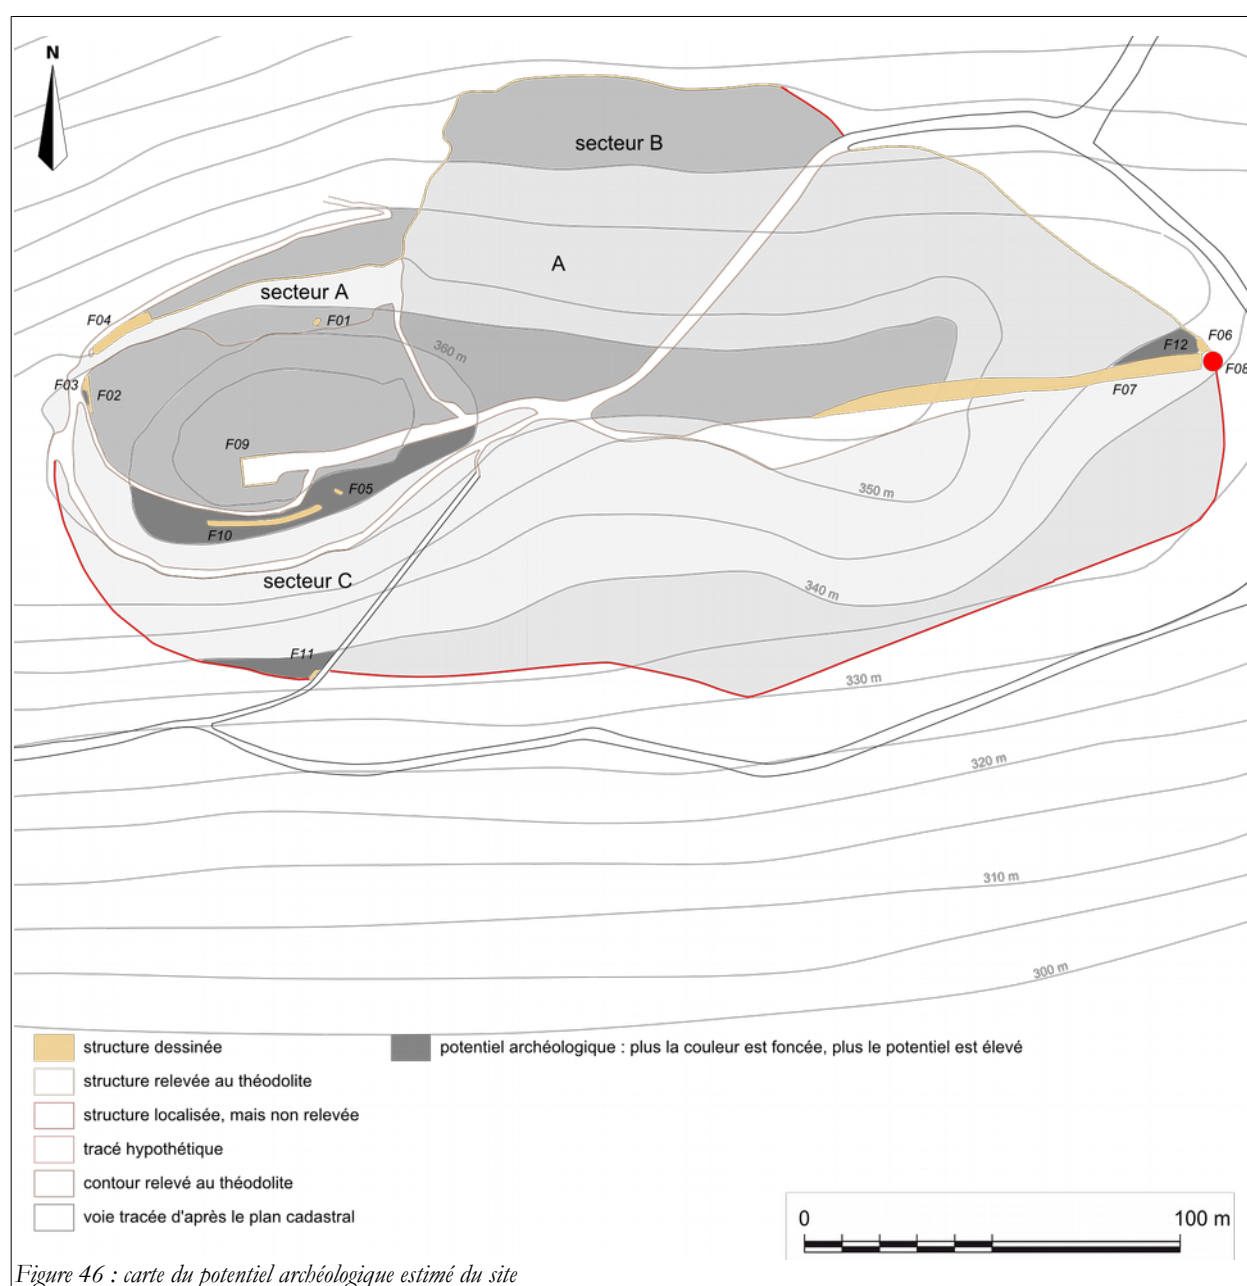 N
secteur B
A
secteur A
F04
F01
360 m
F03
F02
F06
F12
F08
F07
F09
F05
350 m
F10
secteur C
340 m
F11
330 m
320 m
310 m
300 m
structure dessinée
potentiel archéologique : plus la couleur est foncée, plus le potentiel est élevé
structure relevée au théodolite
structure localisée, mais non relevée
tracé hypothétique
contour relevé au théodolite
voie tracée d'après le plan cadastral
0 100 m
Figure 46 : carte du potentiel archéologique estimé du site